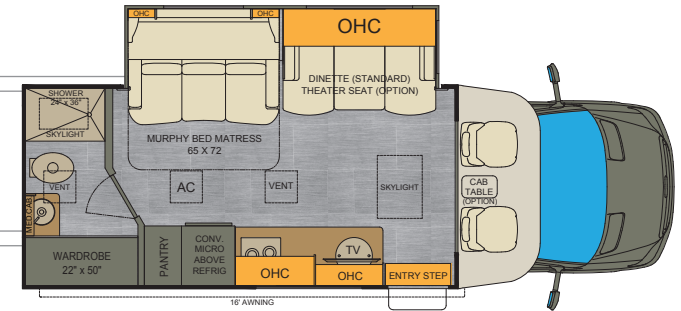 OHC
OHC
OHC
DINETTE (STANDARD)
THEATER SEAT (OPTION)
SHOWER
24" x 36"
SKYLIGHT
MURPHY BED MATRESS
65 X 72
VENT
AC
VENT
SKYLIGHT
CAB
TABLE
(OPTION)
MED CAB
WARDROBE
22" x 50"
PANTRY
CONV.
MICRO
ABOVE
REFRIG
TV
OHC
OHC
ENTRY STEP
16' AWNING